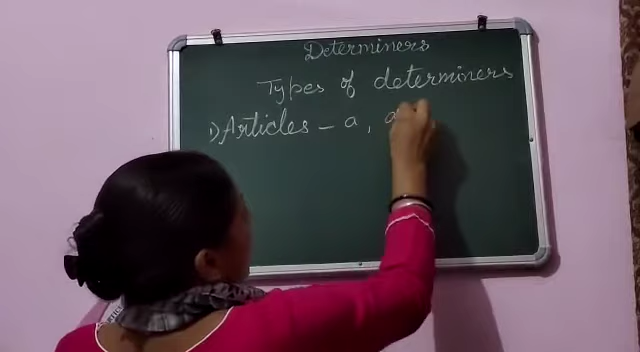 Determiners
Types of determiners
1) Articles - a, a